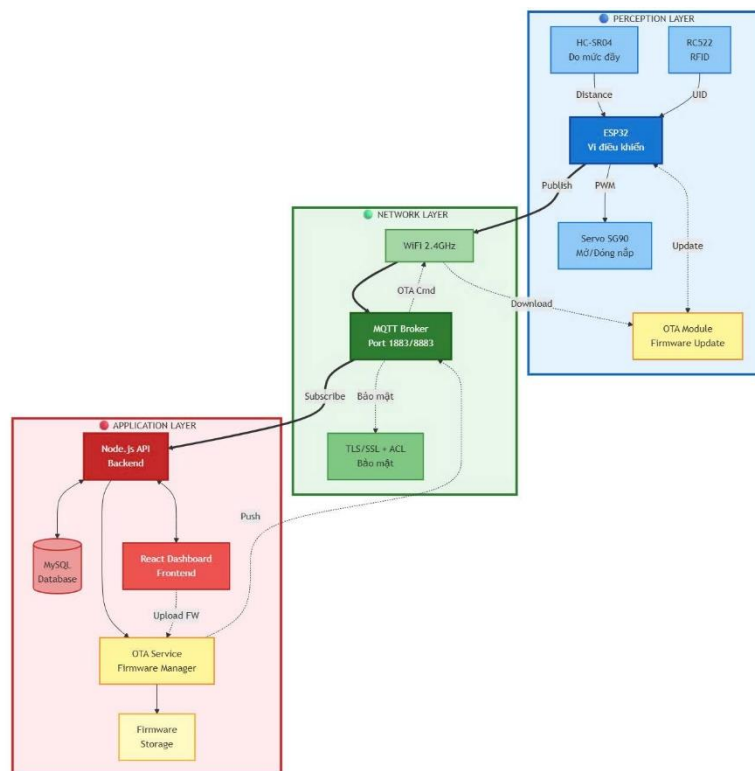 PERCEPTION LAYER
HC-SR04
Đo mức đầy
RC522
RFID
Distance
UID
ESP32
Vi điều khiển
Publish
PWM
Update
Servo SG90
Mở/Đóng nắp
OTA Module
Firmware Update
NETWORK LAYER
WiFi 2.4GHz
OTA Cmd
Download
MQTT Broker
Port 1883/8883
Subscribe
Bảo mật
TLS/SSL + ACL
Bảo mật
APPLICATION LAYER
Node.js API
Backend
Push
MySQL
Database
React Dashboard
Frontend
Upload FW
OTA Service
Firmware Manager
Firmware
Storage